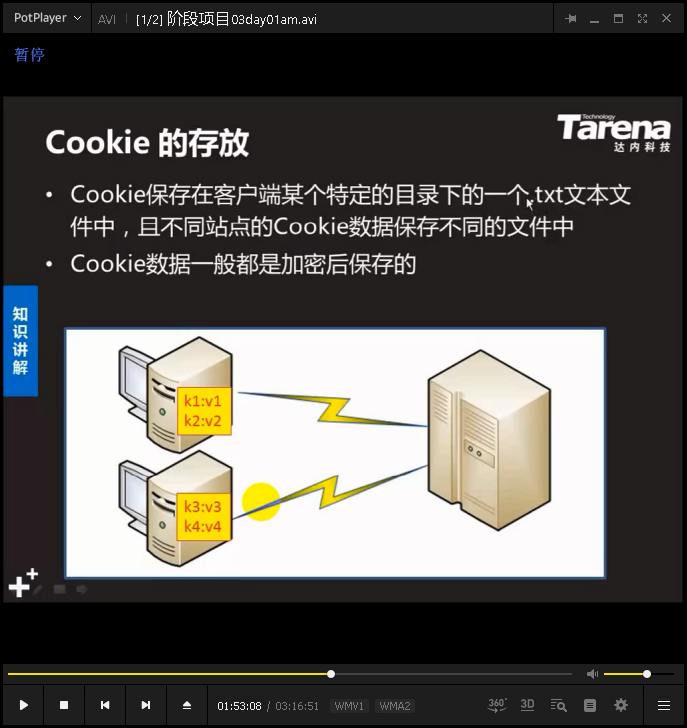 PotPlayer AVI [1/2] 阶段项目03day01am.avi
暂停
Technology
Tarena
达内科技
Cookie 的存放
• Cookie保存在客户端某个特定的目录下的一个.txt文本文
件中，且不同站点的Cookie数据保存不同的文件中
• Cookie数据一般都是加密后保存的
知识讲解
k1:v1
k2:v2
k3:v3
k4:v4
01:53:08 / 03:16:51 WMV1 WMA2 360° 3D